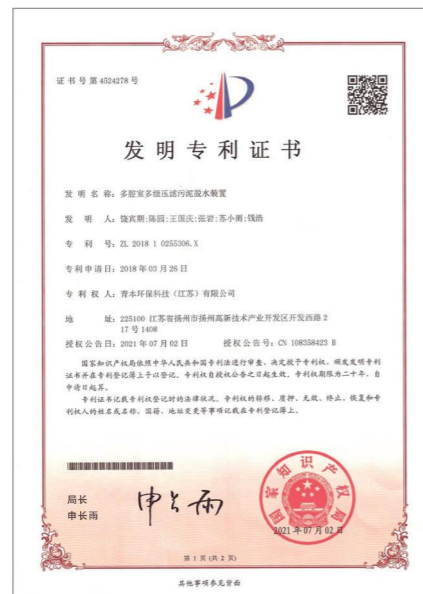 证书号第4524278号
发明专利证书
发明名称：多腔室多级压滤污泥脱水装置
发明人：饶宾期;陈园;王国庆;张岩;苏小雨;钱浩
专利号：ZL 2018 1 0255306.X
专利申请日：2018年03月26日
专利权人：青本环保科技（江苏）有限公司
地址：225100 江苏省扬州市扬州高新技术产业开发区开发西路2
17号1408
授权公告日：2021年07月02日 授权公告号：CN 108358423 B
国家知识产权局依照中华人民共和国专利法进行审查，决定授予专利权，颁发发明专利
证书并在专利登记簿上予以登记。专利权自授权公告之日起生效。专利权期限为二十年，自
申请日起算。
专利证书记载专利权登记时的法律状况。专利权的转移、质押、无效、终止、恢复和专
利权人的姓名或名称、国籍、地址变更等事项记载在专利登记簿上。
局长
申长雨
申长雨
国家知识产权局
2021年07月02日
第1页（共2页）
其他事项参见背面